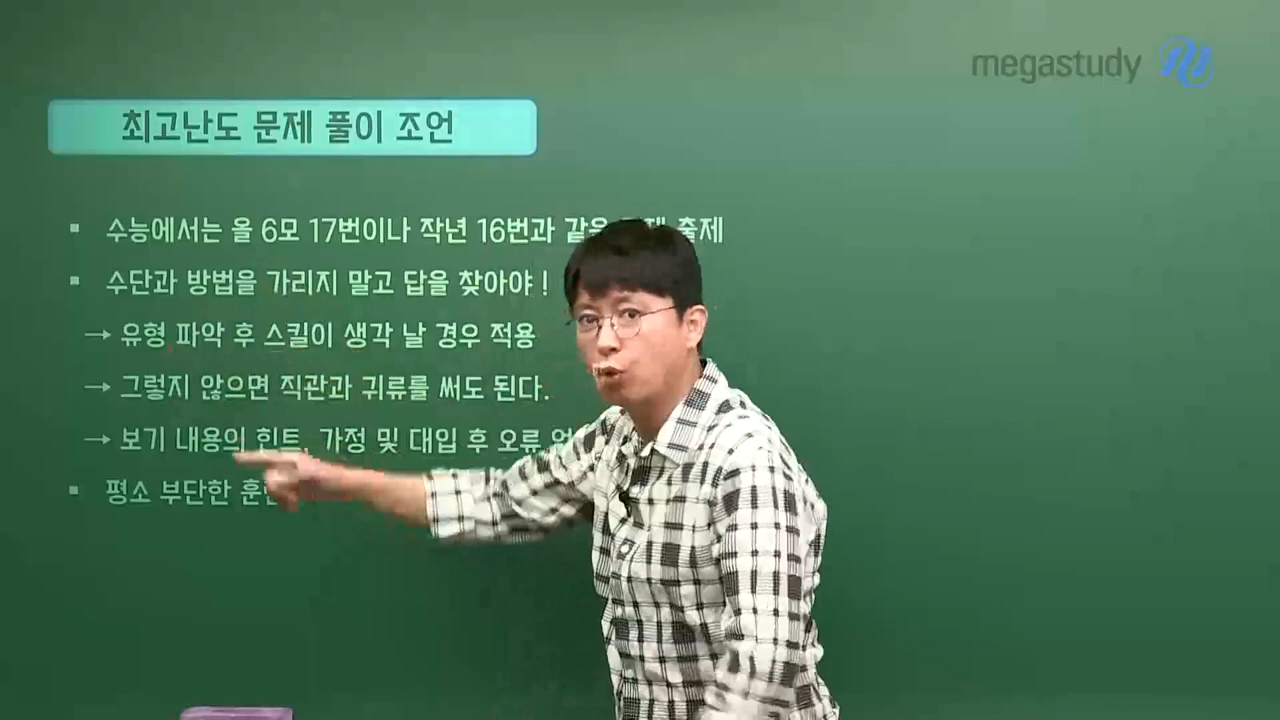 megastudy
최고난도 문제 풀이 조언
▪ 수능에서는 올 6모 17번이나 작년 16번과 출제
▪ 수단과 방법을 가리지 말고 답을 찾아야 !
→ 유형 파악 후 스킬이 생각 날 경우 적용
→ 그렇지 않으면 직관과 귀류를 써도 된다.
→ 보기 내용의 힌트, 가정 및 대입 후 오류
▪ 평소 부단한